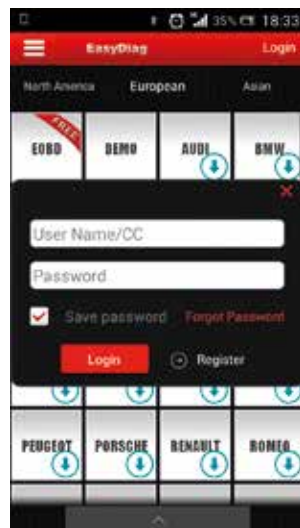 35% 18:33
EasyDiag Login
North America European Asian
FREE
EOBD DEMO AUDI BMW
User Name/CC
Password
Save password Forgot Password
Login Register
PEUGEOT PORSCHE RENAULT ROMEO